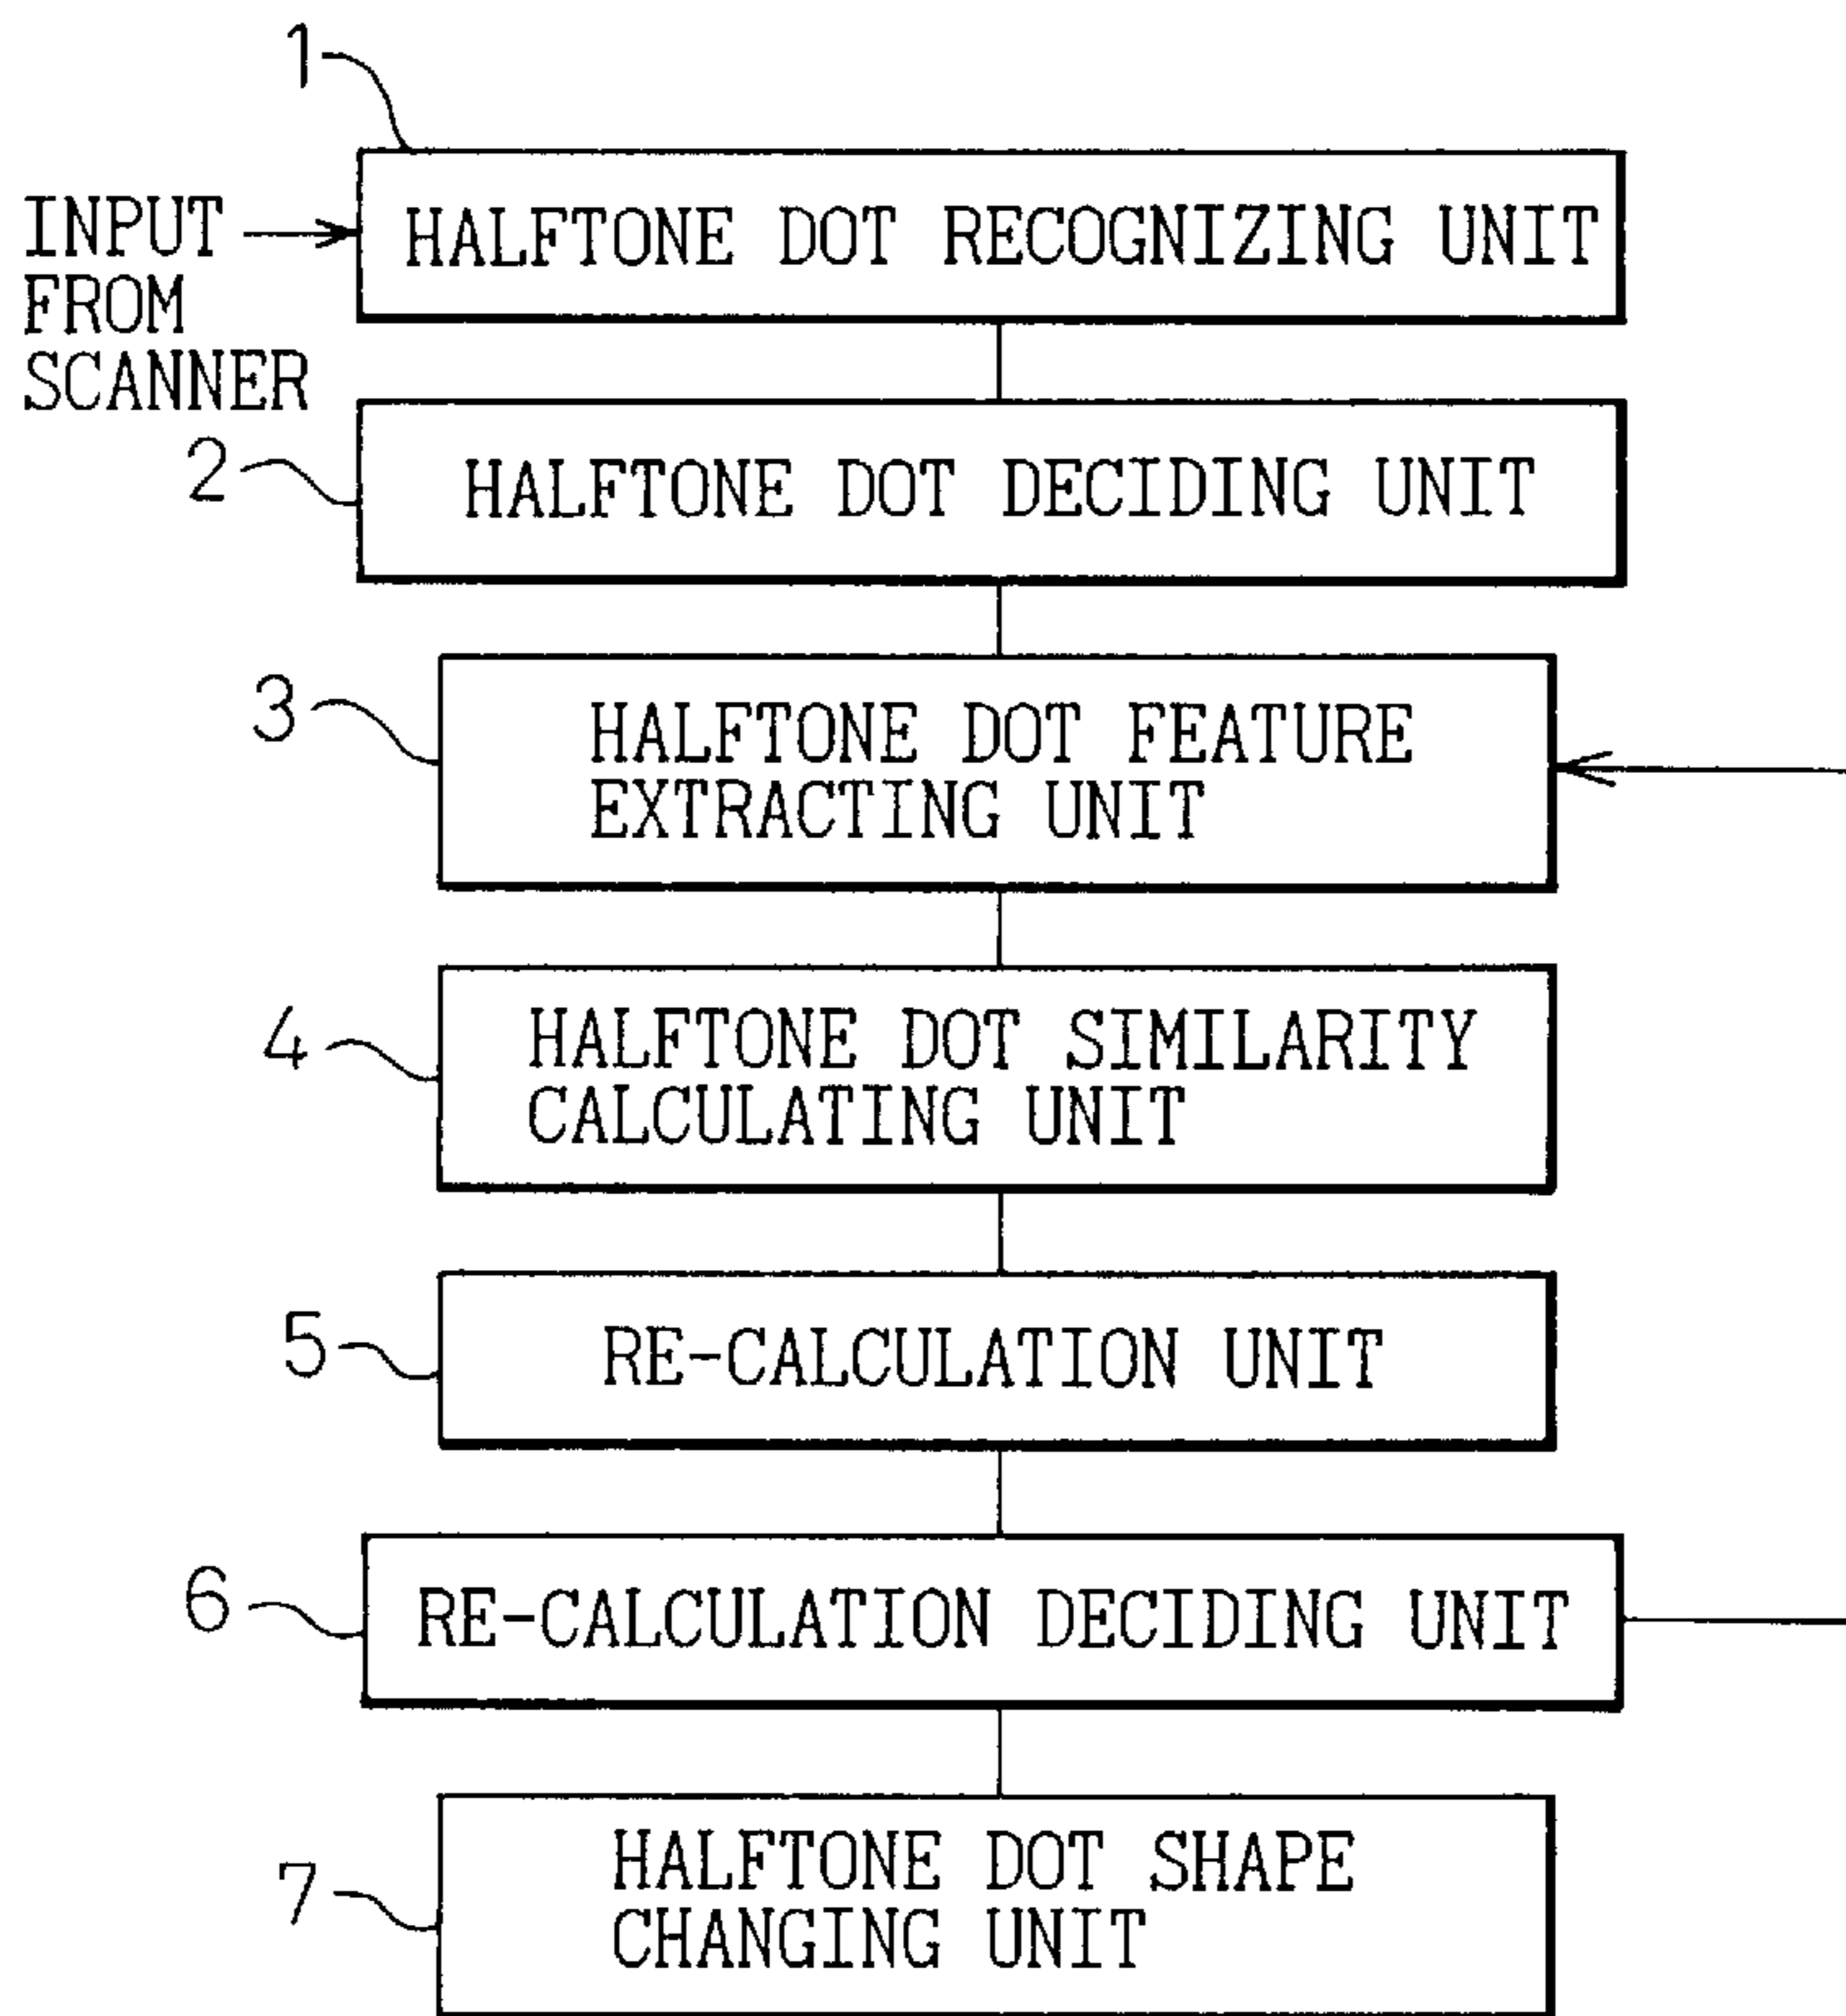 1
INPUT
FROM
SCANNER
HALFTONE DOT RECOGNIZING UNIT
2
HALFTONE DOT DECIDING UNIT
3
HALFTONE DOT FEATURE
EXTRACTING UNIT
4
HALFTONE DOT SIMILARITY
CALCULATING UNIT
5
RE-CALCULATION UNIT
6
RE-CALCULATION DECIDING UNIT
7
HALFTONE DOT SHAPE
CHANGING UNIT